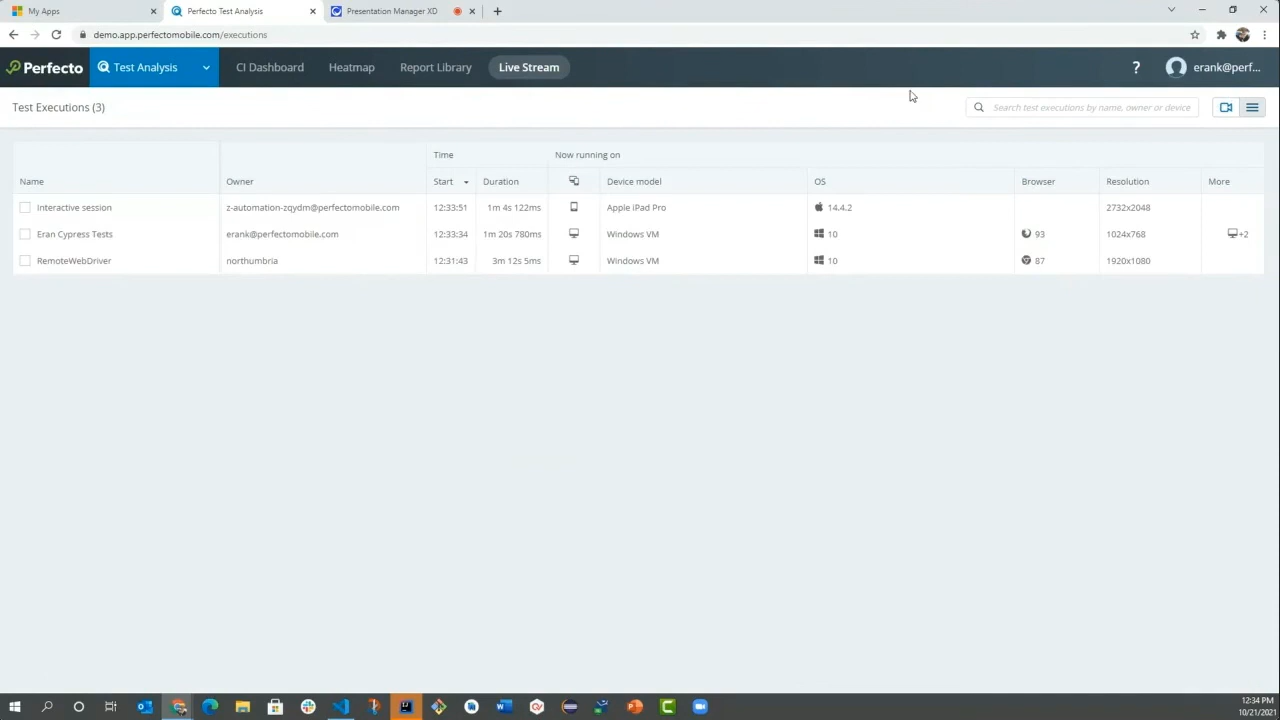 My Apps
Perfecto Test Analysis
Presentation Manager XD
demo.app.perfectomobile.com/executions
Perfecto
Test Analysis
CI Dashboard
Heatmap
Report Library
Live Stream
?
erank@perf...
Test Executions (3)
Search test executions by name, owner or device
Time
Now running on
Name
Owner
Start
Duration
Device model
OS
Browser
Resolution
More
Interactive session z-automation-zqydm@perfectomobile.com 12:33:51 1m 4s 122ms Apple iPad Pro 14.4.2 2732x2048
Eran Cypress Tests erank@perfectomobile.com 12:33:34 1m 20s 780ms Windows VM 10 93 1024x768 +2
RemoteWebDriver northumbria 12:31:43 3m 12s 5ms Windows VM 10 87 1920x1080
12:34 PM
10/21/2021